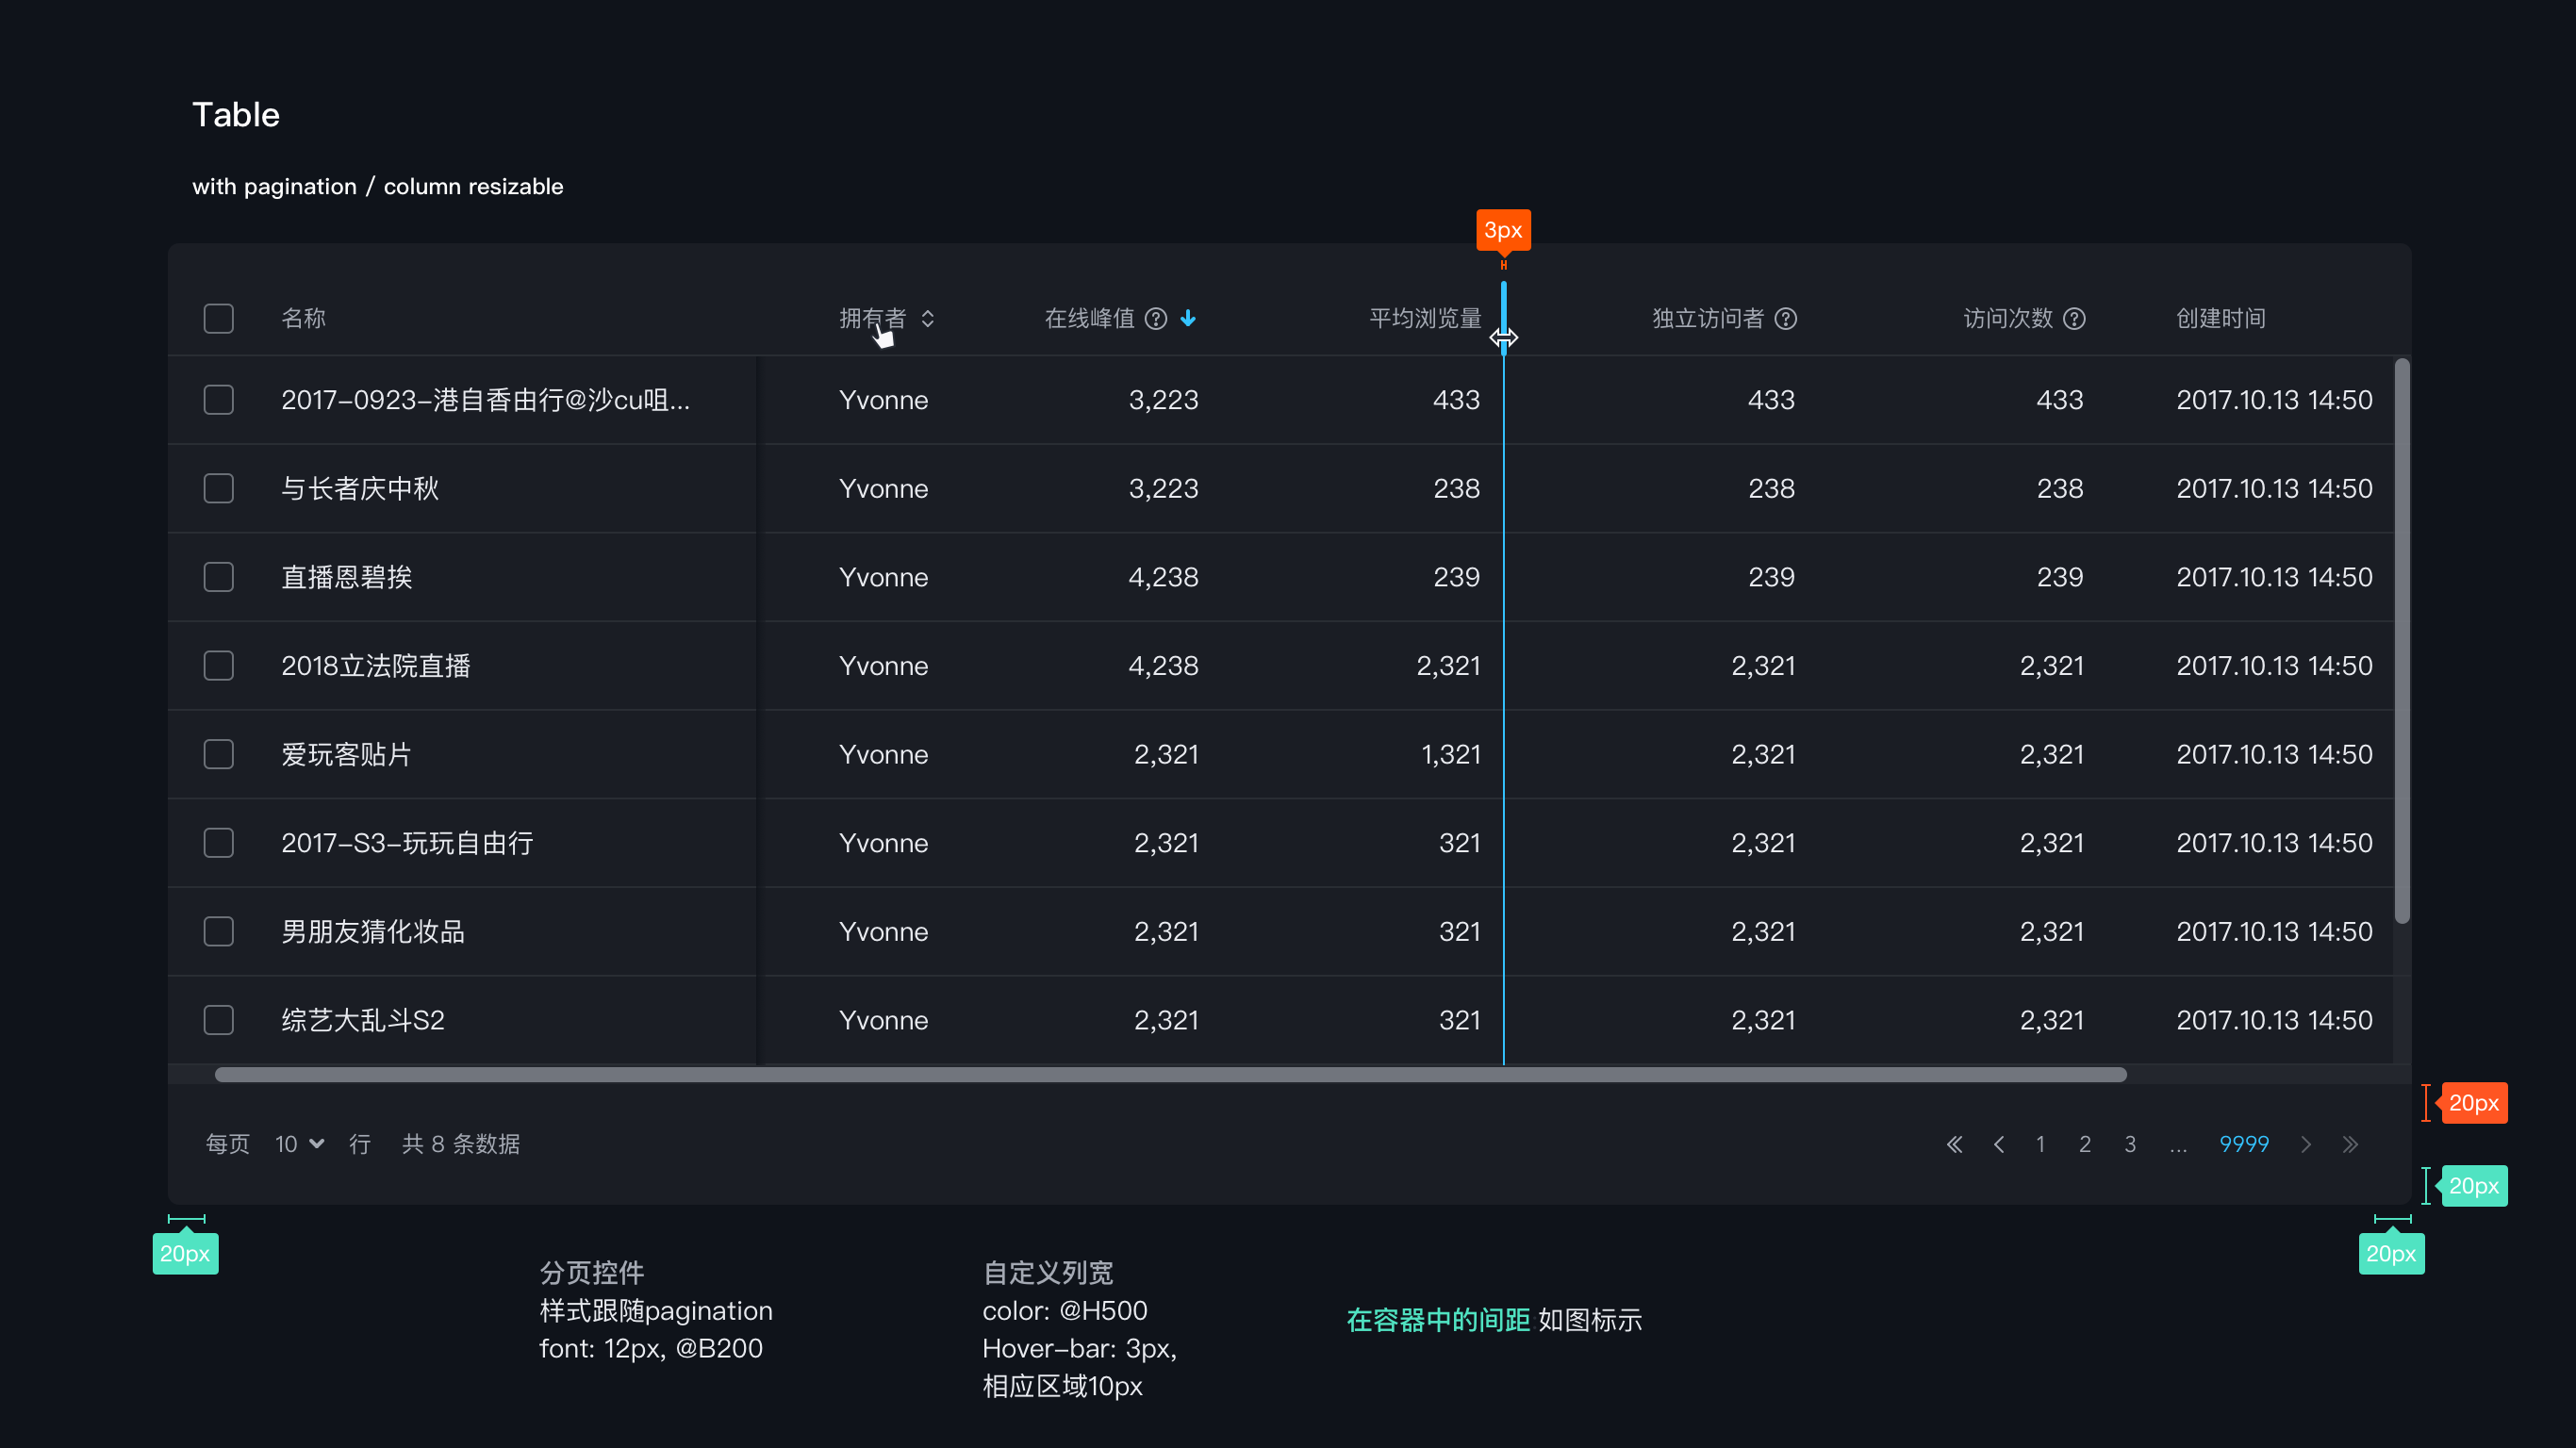 Table
with pagination / column resizable
3px
名称 拥有者 在线峰值 平均浏览量 独立访问者 访问次数 创建时间
2017-0923-港自香由行@沙cu咀... Yvonne 3,223 433 433 433 2017.10.13 14:50
与长者庆中秋 Yvonne 3,223 238 238 238 2017.10.13 14:50
直播恩碧挨 Yvonne 4,238 239 239 239 2017.10.13 14:50
2018立法院直播 Yvonne 4,238 2,321 2,321 2,321 2017.10.13 14:50
爱玩客贴片 Yvonne 2,321 1,321 2,321 2,321 2017.10.13 14:50
2017-S3-玩玩自由行 Yvonne 2,321 321 2,321 2,321 2017.10.13 14:50
男朋友猜化妆品 Yvonne 2,321 321 2,321 2,321 2017.10.13 14:50
综艺大乱斗S2 Yvonne 2,321 321 2,321 2,321 2017.10.13 14:50
20px
每页 10 行 共 8 条数据 1 2 3 ... 9999
20px
20px
20px
分页控件
样式跟随pagination
font: 12px, @B200
自定义列宽
color: @H500
Hover-bar: 3px,
相应区域10px
在容器中的间距 如图标示